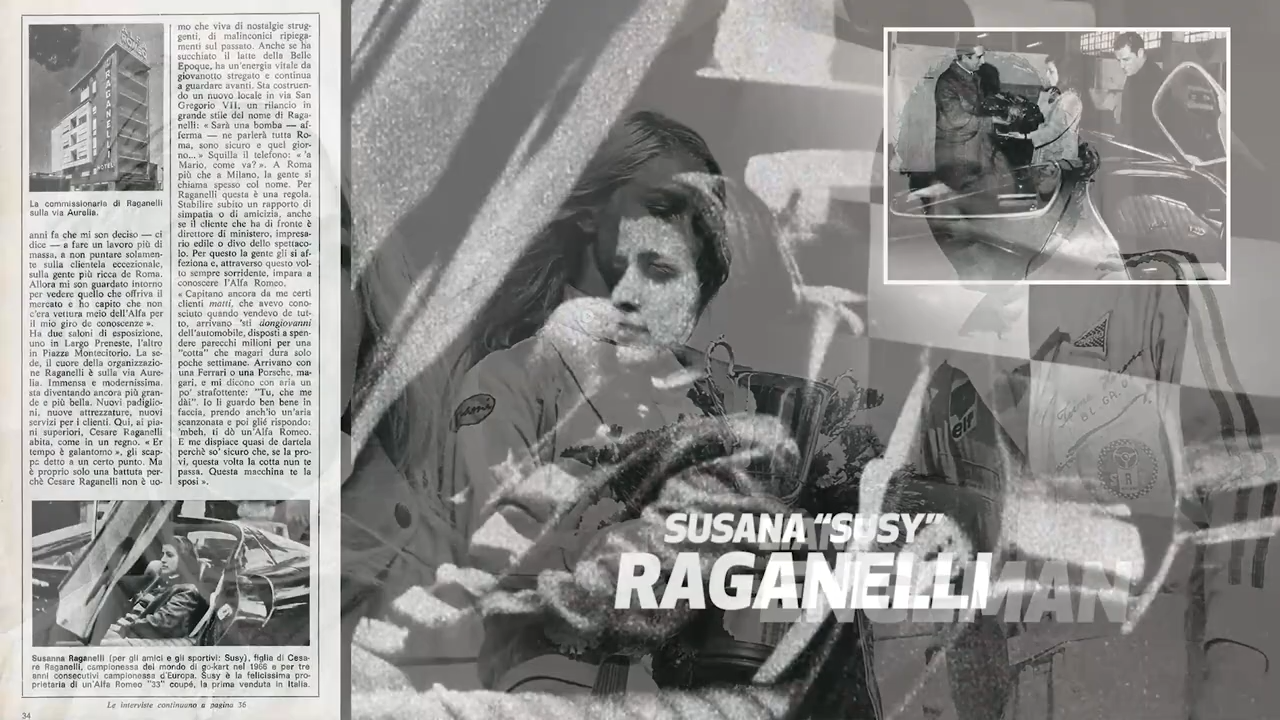 RAGANELLI
HOTEL
La commissionaria di Raganelli
sulla via Aurelia.
anni fa che mi son deciso — ci
dice — a fare un lavoro più di
massa, a non puntare solamen-
te sulla clientela eccezionale,
sulla gente più ricca de Roma.
Allora mi son guardato intorno
per vedere quello che offriva il
mercato e ho capito che non
c'era vettura mejo dell'Alfa per
il mio giro de conoscenze ».
Ha due saloni di esposizione,
uno in Largo Preneste, l'altro
in Piazza Montecitorio. La se-
de, il cuore della organizzazio-
ne Raganelli è sulla via Aure-
lia. Immensa e modernissima.
sta diventando ancora più gran-
de e più bella. Nuovi padiglio-
ni, nuove attrezzature, nuovi
servizi per i clienti. Qui, ai pia-
ni superiori, Cesare Raganelli
abita, come in un regno. « Er
tempo è galantomo », gli scap-
pa detto a un certo punto. Ma
è proprio solo una battuta per-
chè Cesare Raganelli non è uo-
mo che viva di nostalgie strug-
genti, di malinconici ripiega-
menti sul passato. Anche se ha
succhiato il latte della Belle
Epoque, ha un'energia vitale da
giovanotto stregato e continua
a guardare avanti. Sta costruen-
do un nuovo locale in via San
Gregorio VII, un rilancio in
grande stile del nome di Raga-
nelli: « Sarà una bomba — af-
ferma — ne parlerà tutta Ro-
ma, sono sicuro e quel gior-
no... » Squilla il telefono: « 'a
Mario, come va? ». A Roma
più che a Milano, la gente si
chiama spesso col nome. Per
Raganelli questa è una regola.
Stabilire subito un rapporto di
simpatia o di amicizia, anche
se il cliente che ha di fronte è
direttore di ministero, impresa-
rio edile o divo dello spettaco-
lo. Per questo la gente gli si af-
feziona e, attraverso questo vol-
to sempre sorridente, impara a
conoscere l'Alfa Romeo.
« Capitano ancora da me certi
clienti matti, che avevo cono-
sciuto quando vendevo de tut-
to, arrivano 'sti dongiovanni
dell'automobile, disposti a spen-
dere parecchi milioni per una
"cotta" che magari dura solo
poche settimane. Arrivano con
una Ferrari o una Porsche, ma-
gari, e mi dicono con aria un
po' strafottente: "Tu, che me
dài". Io li guardo ben bene in
faccia, prendo anch'io un'aria
scanzonata e poi gliè rispondo:
'mbeh, ti dò un'Alfa Romeo.
E me dispiace quasi de dartela
perchè so' sicuro che, se la pro-
vi, questa volta la cotta nun te
passa. Questa macchina te la
sposi ».
Susanna Raganelli (per gli amici e gli sportivi: Susy), figlia di Cesa-
re Raganelli, campionessa del mondo di go-kart nel 1966 e per tre
anni consecutivi campionessa d'Europa. Susy è la felicissima pro-
prietaria di un'Alfa Romeo "33" coupé, la prima venduta in Italia.
Le interviste continuano a pagina 36
34
elf
SUSANA “SUSY”
RAGANELLI